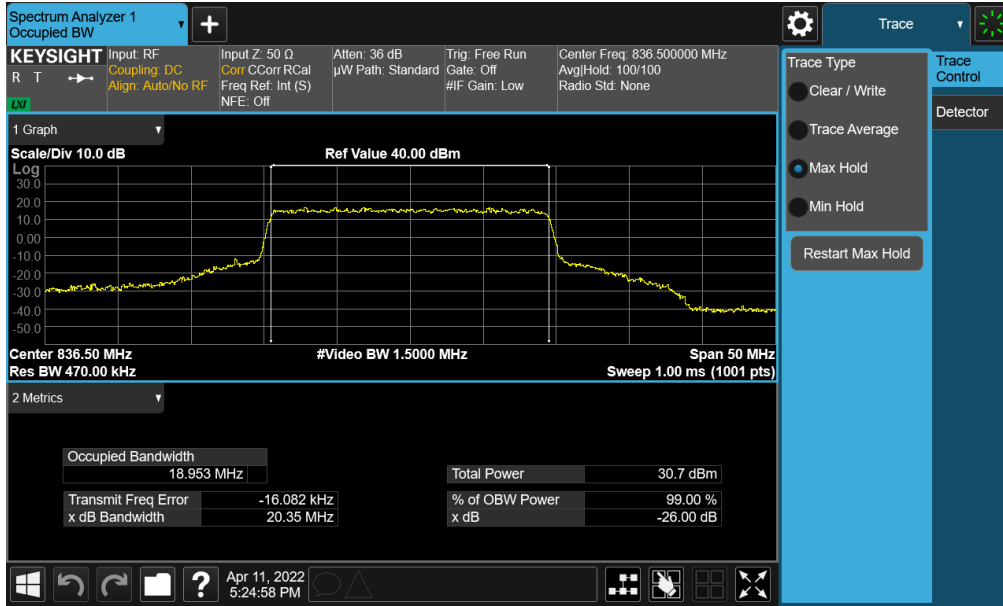 Spectrum Analyzer 1
Occupied BW
Trace
KEYSIGHT
R T
LXI
Input: RF
Coupling: DC
Align: Auto/No RF
Input Z: 50 Ω
Corr CCorr RCal
Freq Ref: Int (S)
NFE: Off
Atten: 36 dB
µW Path: Standard
Trig: Free Run
Gate: Off
#IF Gain: Low
Center Freq: 836.500000 MHz
Avg|Hold: 100/100
Radio Std: None
1 Graph
Scale/Div 10.0 dB
Ref Value 40.00 dBm
Log
30.0
20.0
10.0
0.00
-10.0
-20.0
-30.0
-40.0
-50.0
Center 836.50 MHz
#Video BW 1.5000 MHz
Span 50 MHz
Res BW 470.00 kHz
Sweep 1.00 ms (1001 pts)
2 Metrics
Occupied Bandwidth
18.953 MHz
Total Power 30.7 dBm
Transmit Freq Error -16.082 kHz
% of OBW Power 99.00 %
x dB Bandwidth 20.35 MHz
x dB -26.00 dB
Trace Type
Clear / Write
Trace Average
Max Hold
Min Hold
Restart Max Hold
Trace
Control
Detector
?
Apr 11, 2022
5:24:58 PM